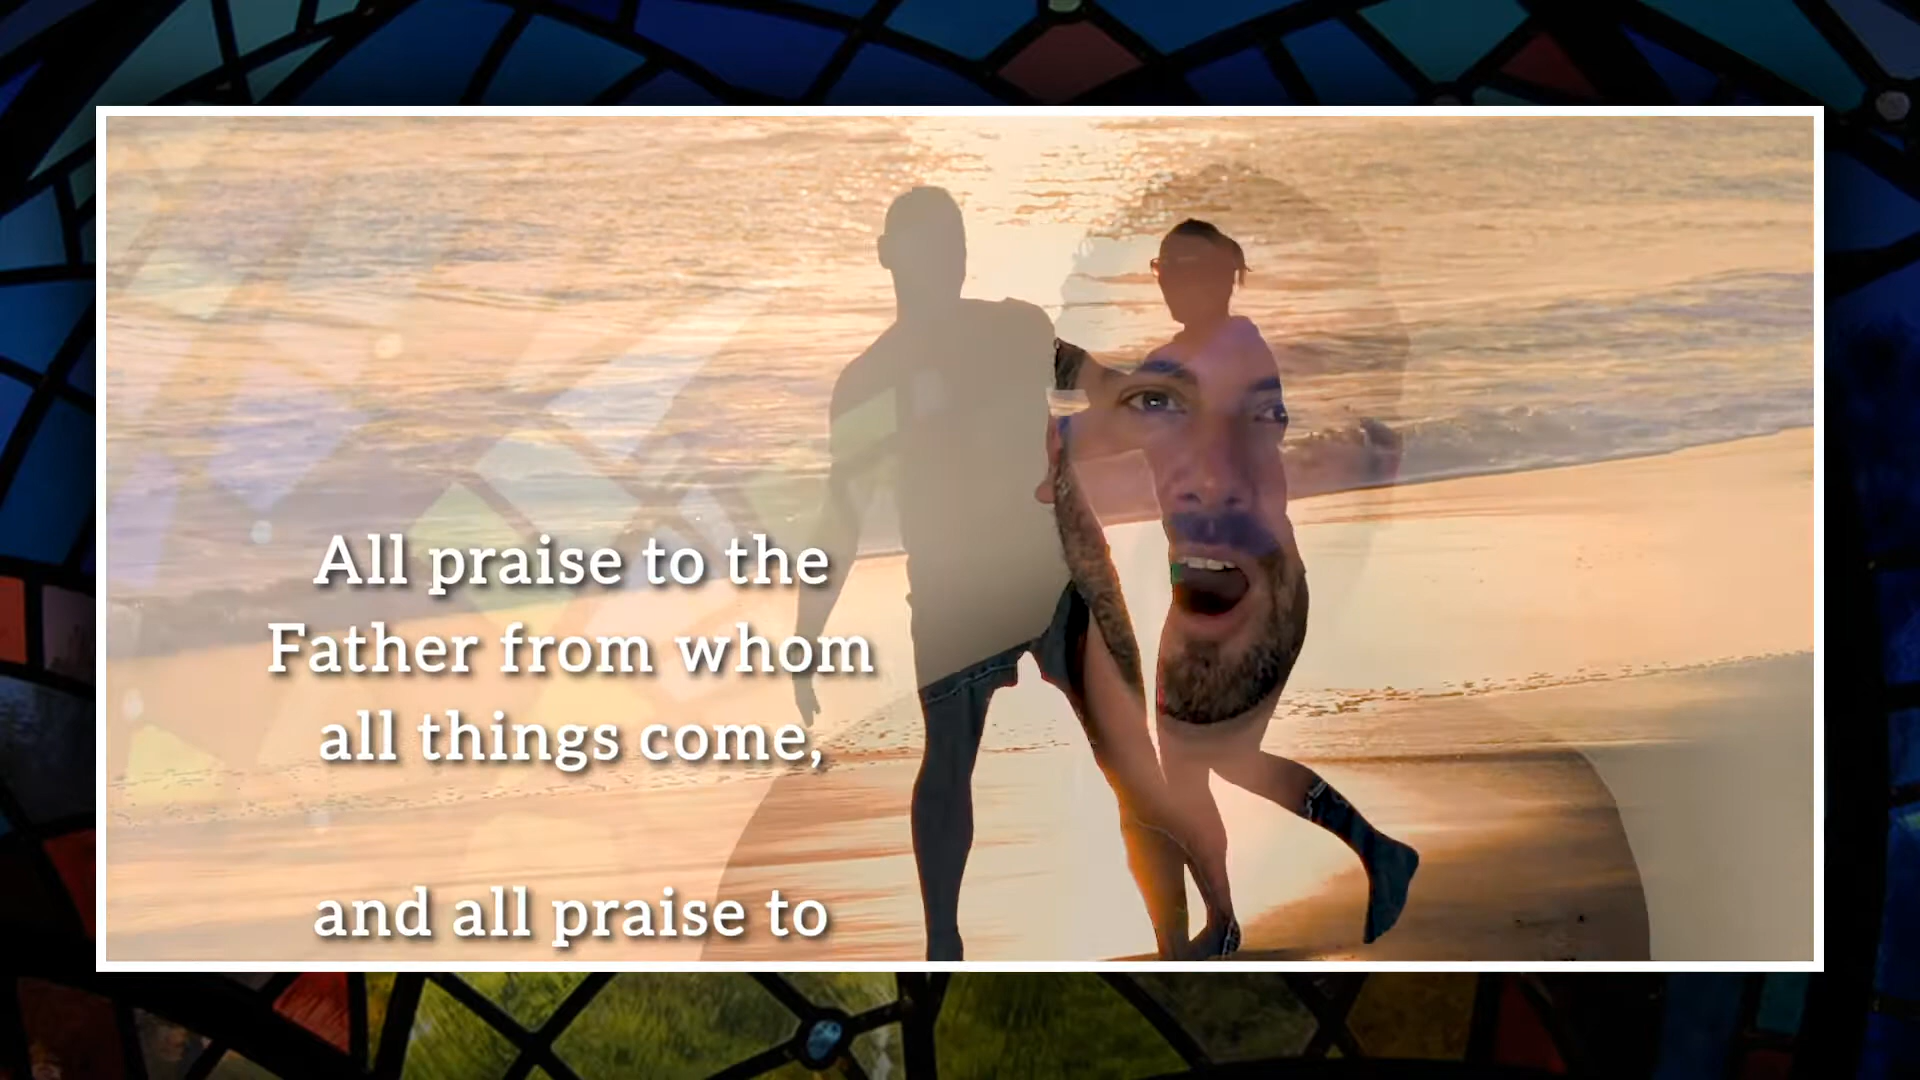 All praise to the
Father from whom
all things come,
and all praise to